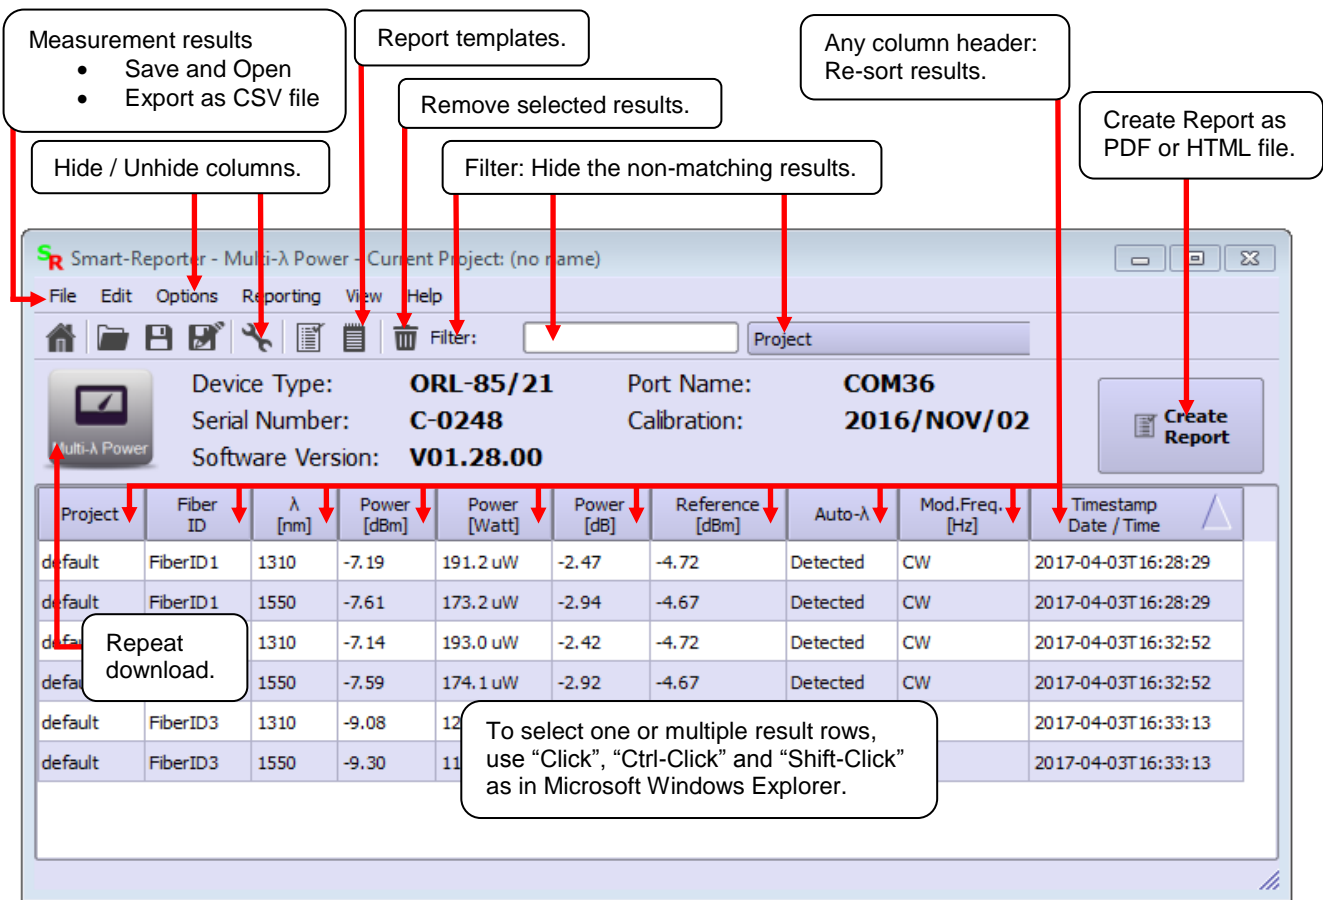 Measurement results
• Save and Open
• Export as CSV file
Report templates.
Any column header:
Re-sort results.
Remove selected results.
Create Report as
PDF or HTML file.
Hide / Unhide columns.
Filter: Hide the non-matching results.
SR Smart-Reporter - Multi-λ Power - Current Project: (no name)
File Edit Options Reporting View Help
Filter: Project
Multi-λ Power
Device Type: ORL-85/21 Port Name: COM36
Serial Number: C-0248 Calibration: 2016/NOV/02
Software Version: V01.28.00
Create
Report
Project Fiber ID λ [nm] Power [dBm] Power [Watt] Power [dB] Reference [dBm] Auto-λ Mod.Freq. [Hz] Timestamp Date / Time
default FiberID1 1310 -7.19 191.2 uW -2.47 -4.72 Detected CW 2017-04-03T16:28:29
default FiberID1 1550 -7.61 173.2 uW -2.94 -4.67 Detected CW 2017-04-03T16:28:29
1310 -7.14 193.0 uW -2.42 -4.72 Detected CW 2017-04-03T16:32:52
1550 -7.59 174.1 uW -2.92 -4.67 Detected CW 2017-04-03T16:32:52
default FiberID3 1310 -9.08 2017-04-03T16:33:13
default FiberID3 1550 -9.30 2017-04-03T16:33:13
Repeat
download.
To select one or multiple result rows,
use “Click”, “Ctrl-Click” and “Shift-Click”
as in Microsoft Windows Explorer.